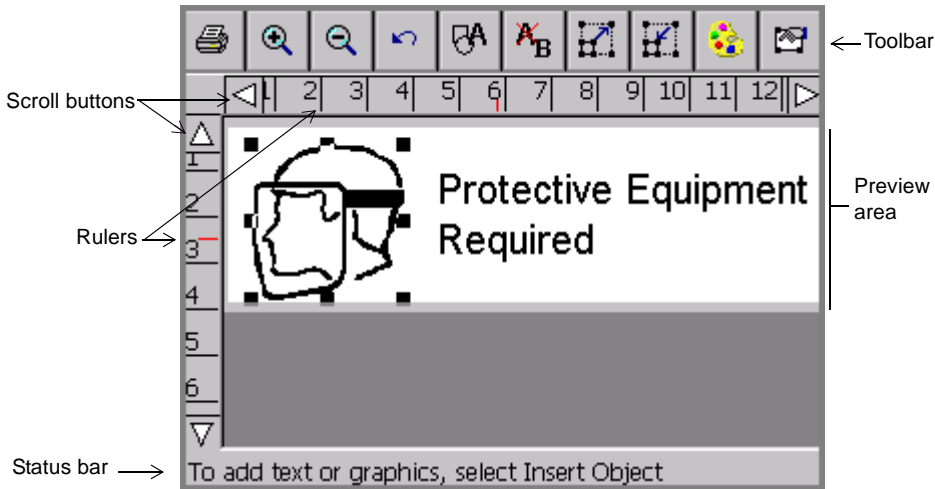 Toolbar
Scroll buttons
1 2 3 4 5 6 7 8 9 10 11 12
1
2
3
4
5
6
Rulers
Protective Equipment
Required
Preview
area
Status bar
To add text or graphics, select Insert Object
A
A
B